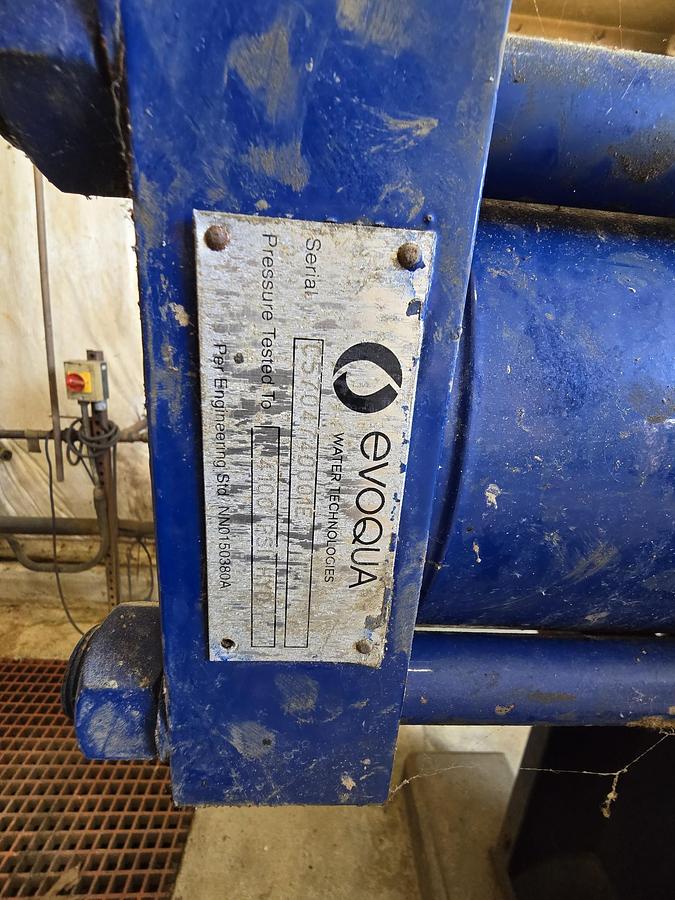 evoQUA
WATER TECHNOLOGIES
Serial
Pressure Tested To
Per Engineering Std. NN0150380A